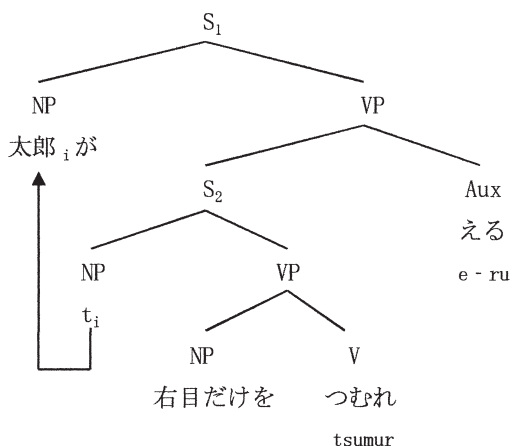 S₁
NP VP
太郎ᵢが
S₂ Aux
える
NP VP e - ru
tᵢ
NP V
右目だけを つむれ
tsumur